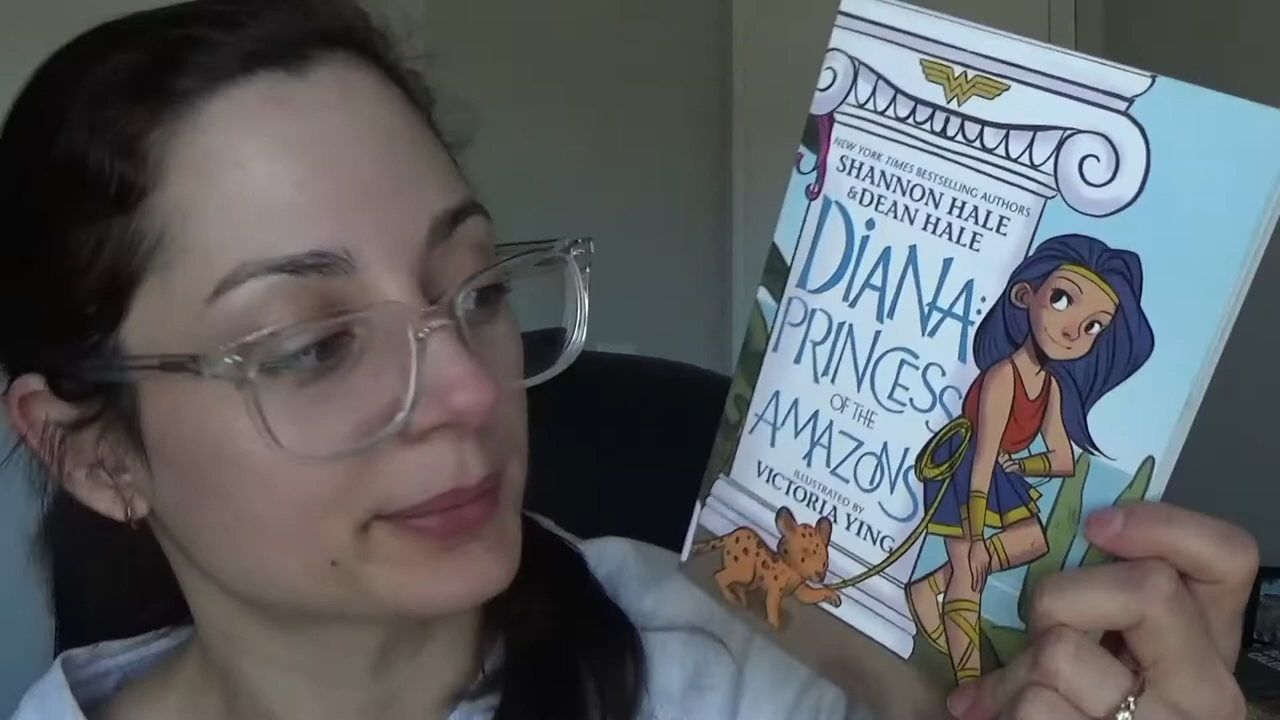 NEW YORK TIMES BESTSELLING AUTHORS
SHANNON HALE
& DEAN HALE
DIANA:
PRINCESS
OF THE
AMAZONS
ILLUSTRATED BY
VICTORIA YING